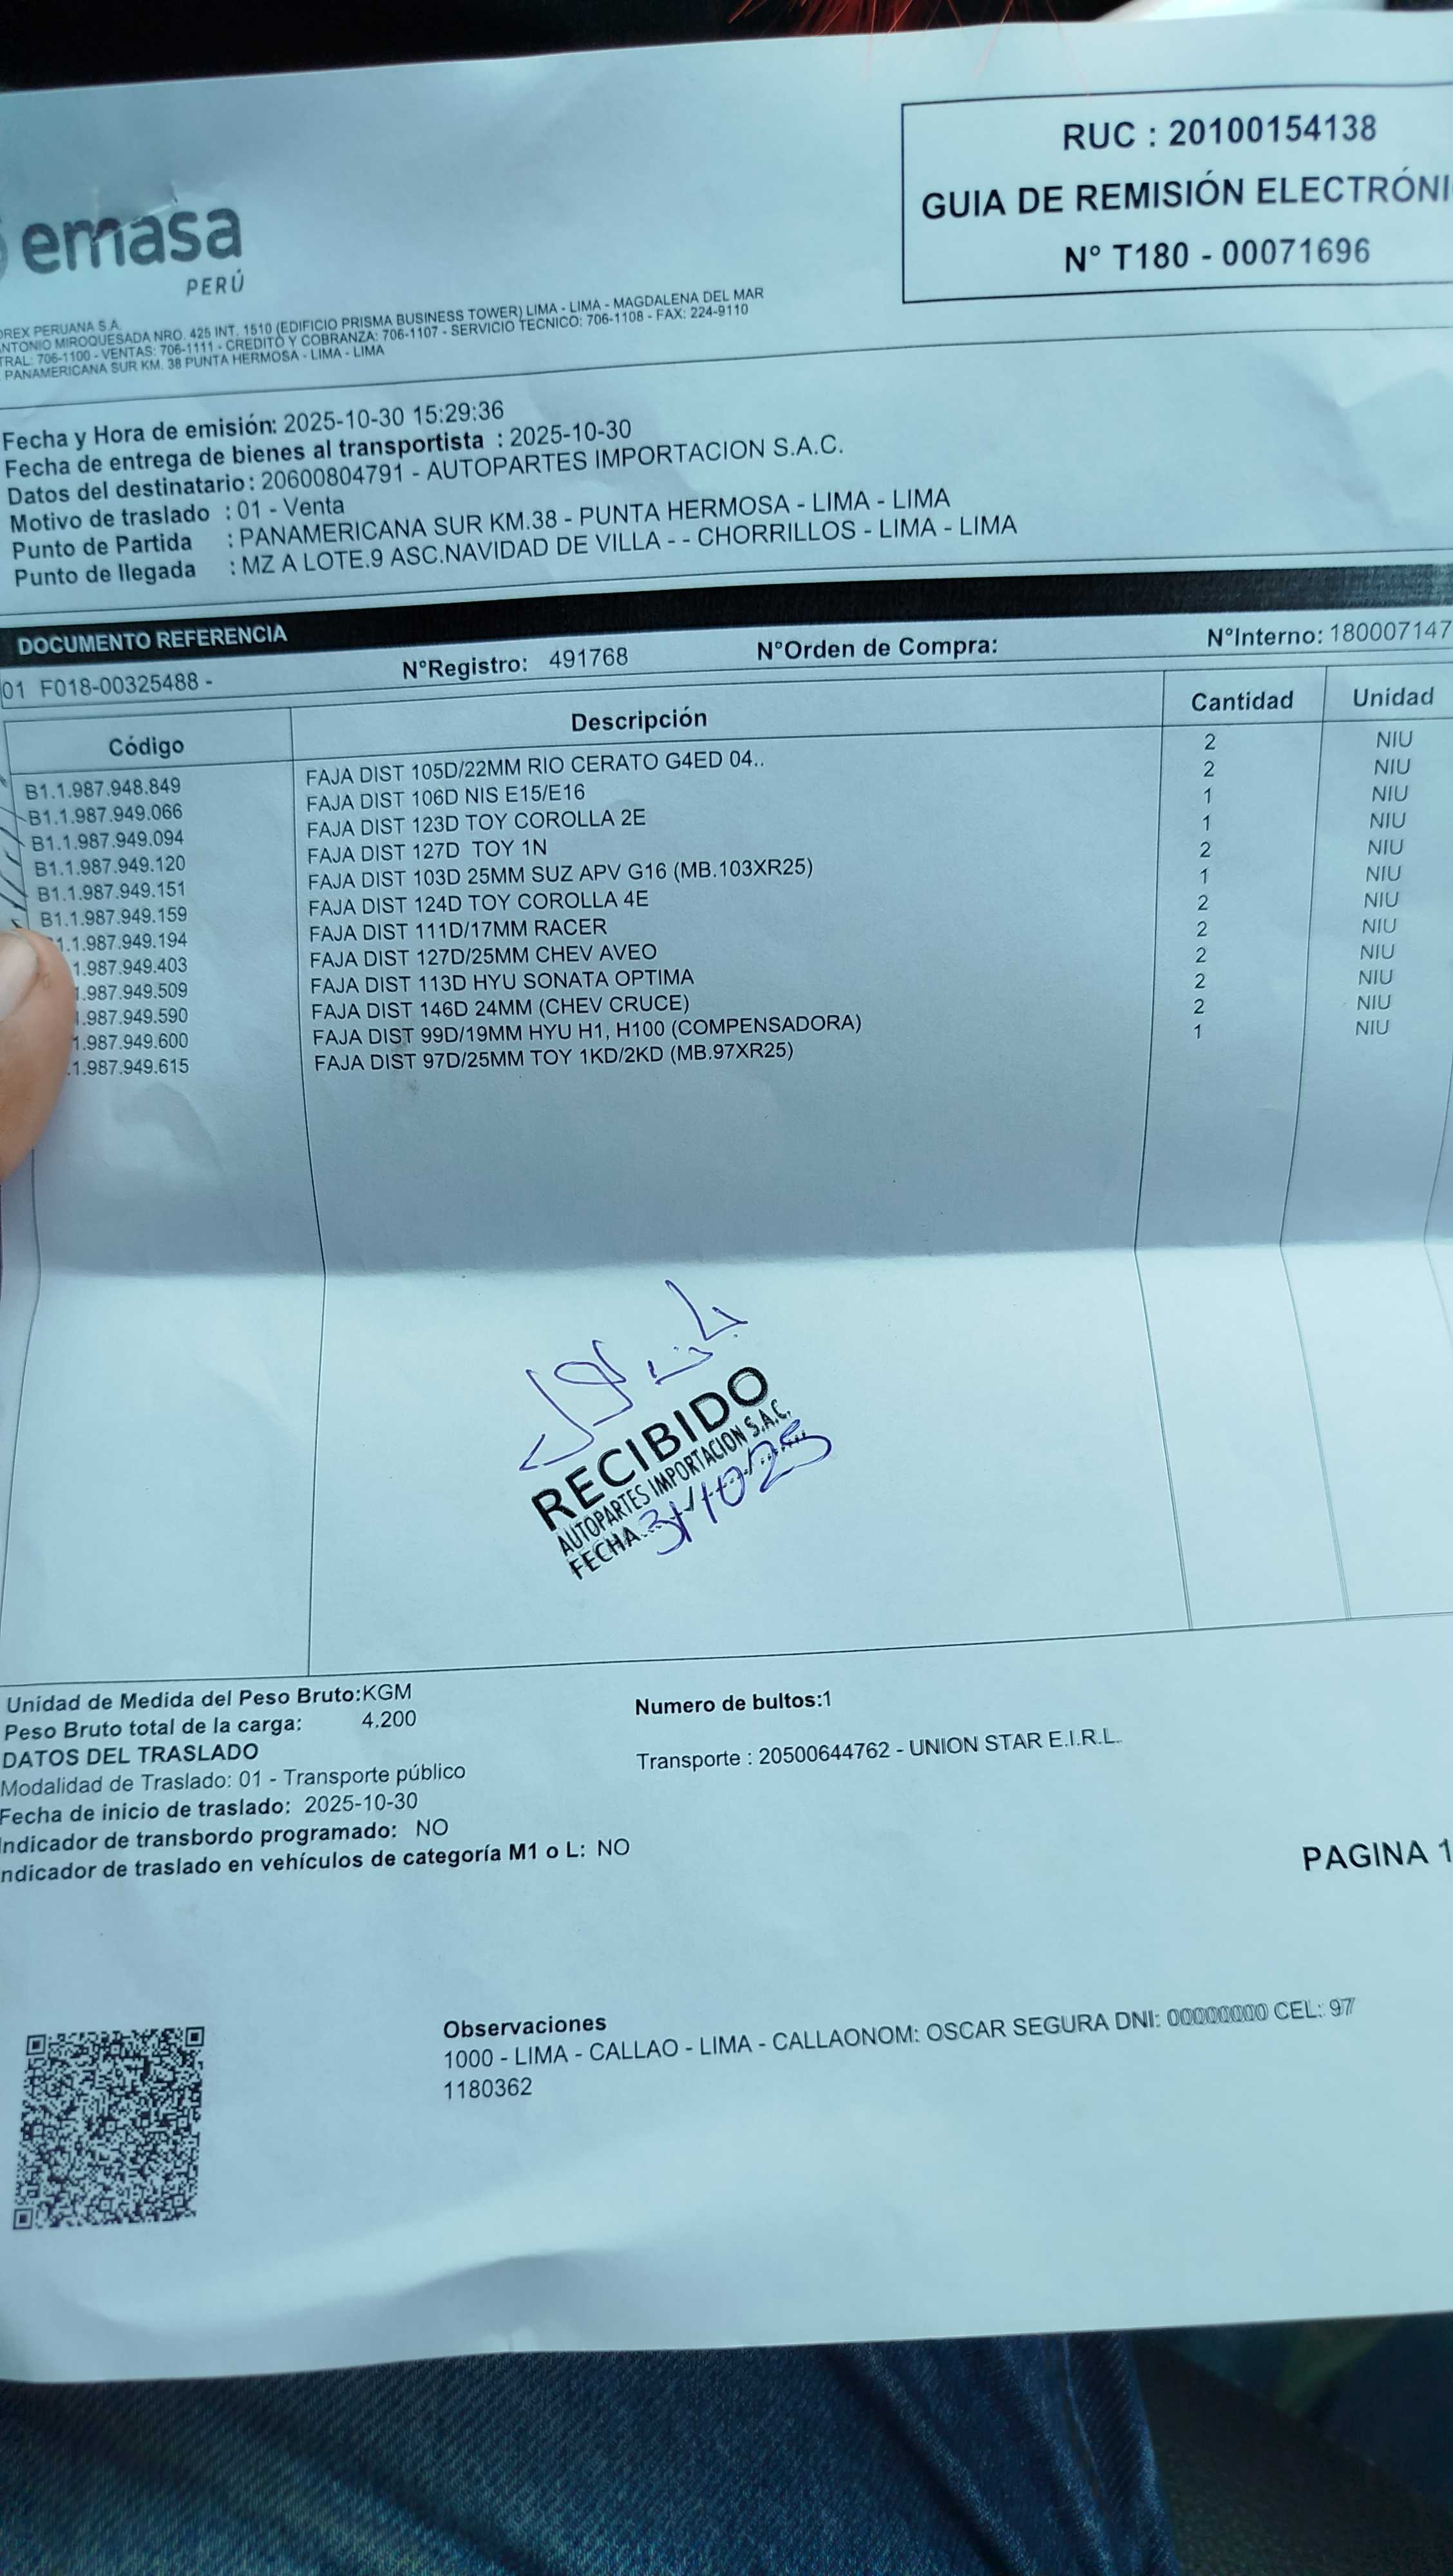 RUC : 20100154138
GUIA DE REMISIÓN ELECTRÓNI
N° T180 - 00071696
emasa
PERÚ
OREX PERUANA S.A.
ANTONIO MIROQUESADA NRO. 425 INT. 1510 (EDIFICIO PRISMA BUSINESS TOWER) LIMA - LIMA - MAGDALENA DEL MAR
TRAL: 706-1100 - VENTAS: 706-1111 - CREDITO Y COBRANZA: 706-1107 - SERVICIO TECNICO: 706-1108 - FAX: 224-9110
PANAMERICANA SUR KM. 38 PUNTA HERMOSA - LIMA - LIMA
Fecha y Hora de emisión: 2025-10-30 15:29:36
Fecha de entrega de bienes al transportista : 2025-10-30
Datos del destinatario : 20600804791 - AUTOPARTES IMPORTACION S.A.C.
Motivo de traslado : 01 - Venta
Punto de Partida : PANAMERICANA SUR KM.38 - PUNTA HERMOSA - LIMA - LIMA
Punto de llegada : MZ A LOTE.9 ASC.NAVIDAD DE VILLA - - CHORRILLOS - LIMA - LIMA
DOCUMENTO REFERENCIA
01 F018-00325488 - N°Registro: 491768 N°Orden de Compra: N°Interno: 180007147
Código Descripción Cantidad Unidad
B1.1.987.948.849 FAJA DIST 105D/22MM RIO CERATO G4ED 04.. 2 NIU
B1.1.987.949.066 FAJA DIST 106D NIS E15/E16 2 NIU
B1.1.987.949.094 FAJA DIST 123D TOY COROLLA 2E 1 NIU
B1.1.987.949.120 FAJA DIST 127D TOY 1N 1 NIU
B1.1.987.949.151 FAJA DIST 103D 25MM SUZ APV G16 (MB.103XR25) 2 NIU
B1.1.987.949.159 FAJA DIST 124D TOY COROLLA 4E 1 NIU
1.1.987.949.194 FAJA DIST 111D/17MM RACER 2 NIU
1.987.949.403 FAJA DIST 127D/25MM CHEV AVEO 2 NIU
1.987.949.509 FAJA DIST 113D HYU SONATA OPTIMA 2 NIU
1.987.949.590 FAJA DIST 146D 24MM (CHEV CRUCE) 2 NIU
1.987.949.600 FAJA DIST 99D/19MM HYU H1, H100 (COMPENSADORA) 2 NIU
.1.987.949.615 FAJA DIST 97D/25MM TOY 1KD/2KD (MB.97XR25) 1 NIU
RECIBIDO
AUTOPARTES IMPORTACION S.A.C.
FECHA 31/10/25
Unidad de Medida del Peso Bruto:KGM
Peso Bruto total de la carga: 4.200
Numero de bultos:1
DATOS DEL TRASLADO
Transporte : 20500644762 - UNION STAR E.I.R.L.
Modalidad de Traslado: 01 - Transporte público
Fecha de inicio de traslado: 2025-10-30
Indicador de transbordo programado: NO
ndicador de traslado en vehículos de categoría M1 o L: NO
PAGINA 1
Observaciones
1000 - LIMA - CALLAO - LIMA - CALLAONOM: OSCAR SEGURA DNI: 00000000 CEL: 97
1180362